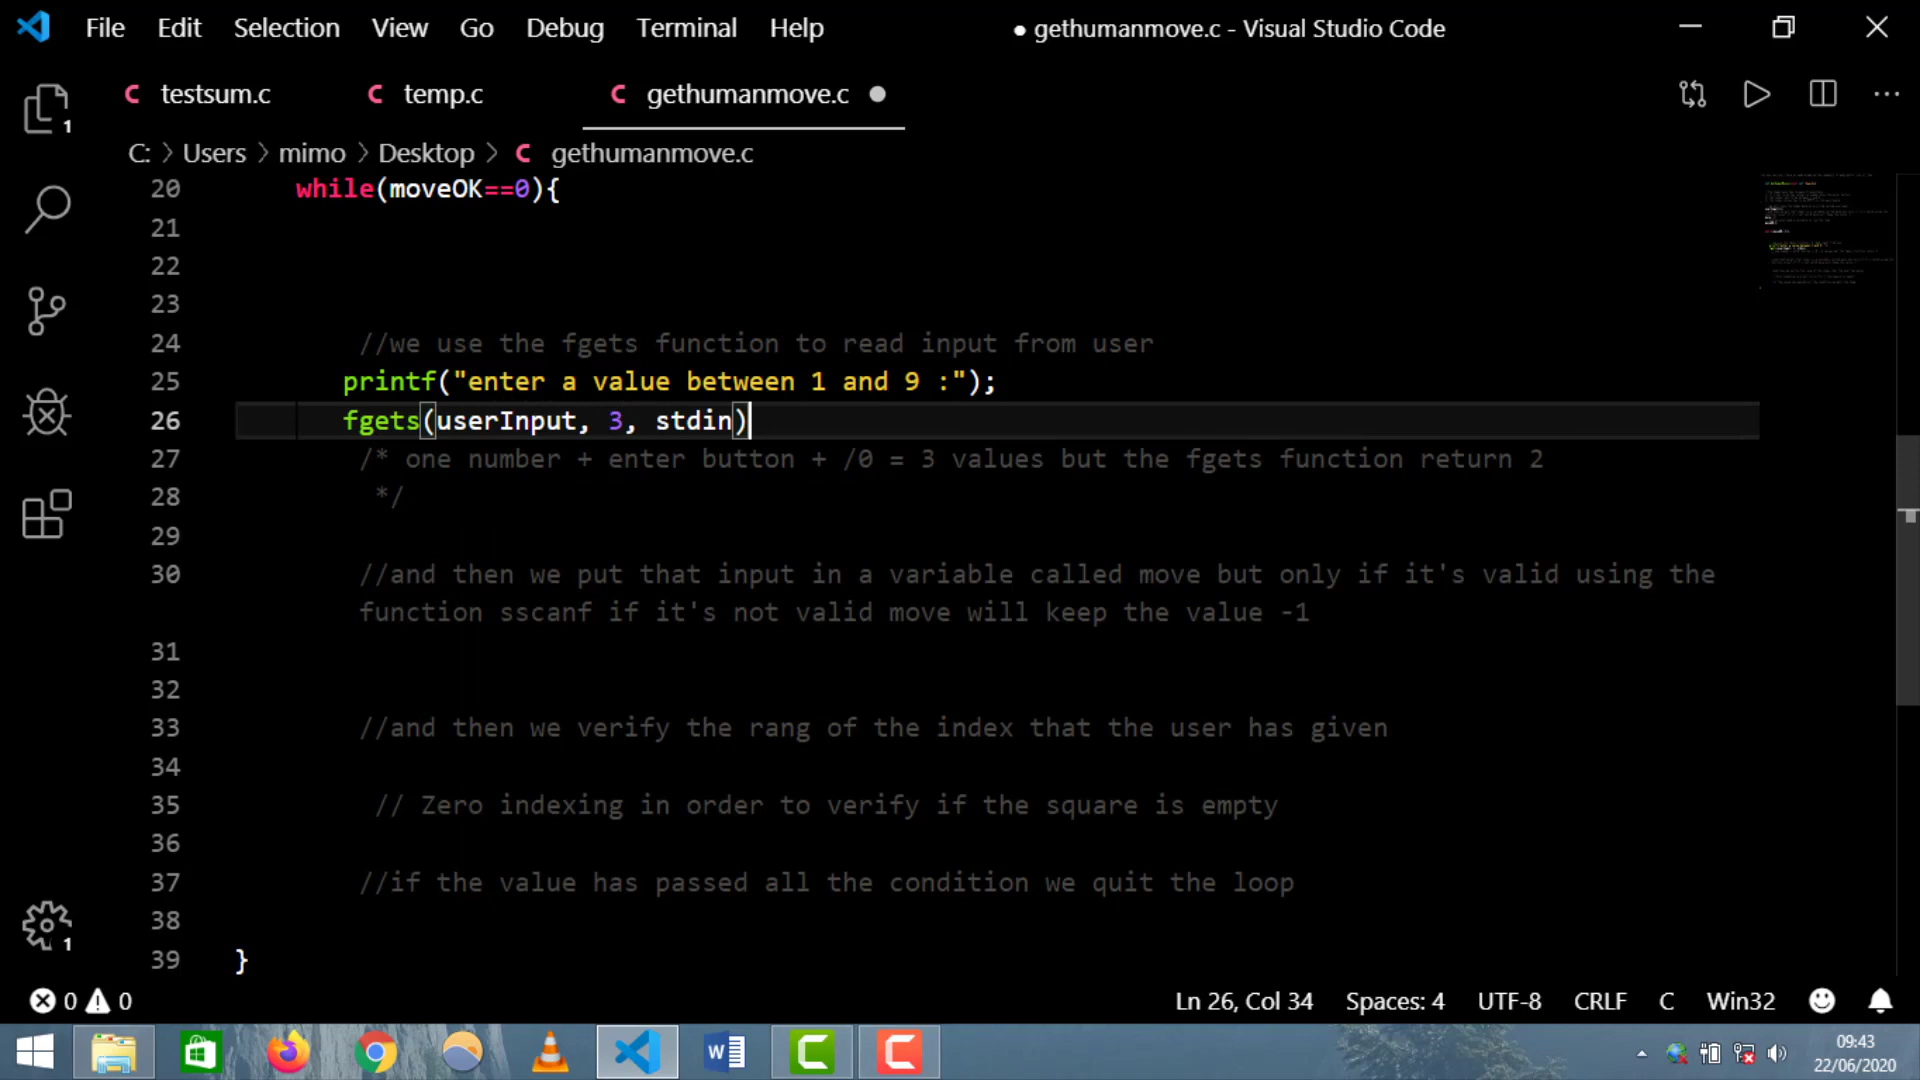 File Edit Selection View Go Debug Terminal Help
● gethumanmove.c - Visual Studio Code
C testsum.c C temp.c C gethumanmove.c ●
C: > Users > mimo > Desktop > C gethumanmove.c
20 while(moveOK==0){
21
22
23
24 //we use the fgets function to read input from user
25 printf("enter a value between 1 and 9 :");
26 fgets(userInput, 3, stdin)
27 /* one number + enter button + /0 = 3 values but the fgets function return 2
28 */
29
30 //and then we put that input in a variable called move but only if it's valid using the
function sscanf if it's not valid move will keep the value -1
31
32
33 //and then we verify the rang of the index that the user has given
34
35 // Zero indexing in order to verify if the square is empty
36
37 //if the value has passed all the condition we quit the loop
38
39 }
1
1
0 0 Ln 26, Col 34 Spaces: 4 UTF-8 CRLF C Win32
09:43
22/06/2020